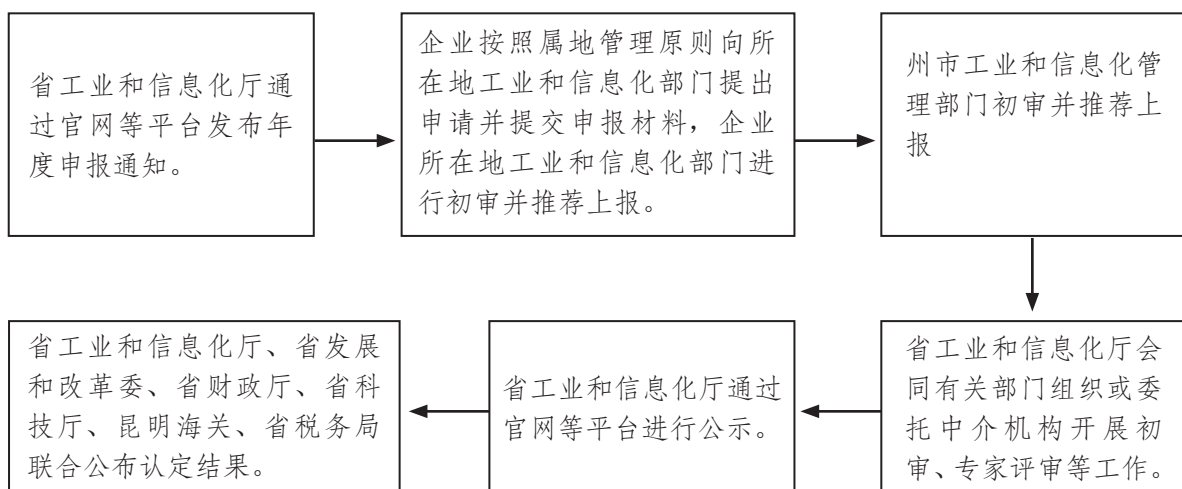 省工业和信息化厅通
过官网等平台发布年
度申报通知。
企业按照属地管理原则向所
在地工业和信息化部门提出
申请并提交申报材料，企业
所在地工业和信息化部门进
行初审并推荐上报。
州市工业和信息化管
理部门初审并推荐上
报
省工业和信息化厅会
同有关部门组织或委
托中介机构开展初
审、专家评审等工作。
省工业和信息化厅通过
官网等平台进行公示。
省工业和信息化厅、省发展
和改革委、省财政厅、省科
技厅、昆明海关、省税务局
联合公布认定结果。